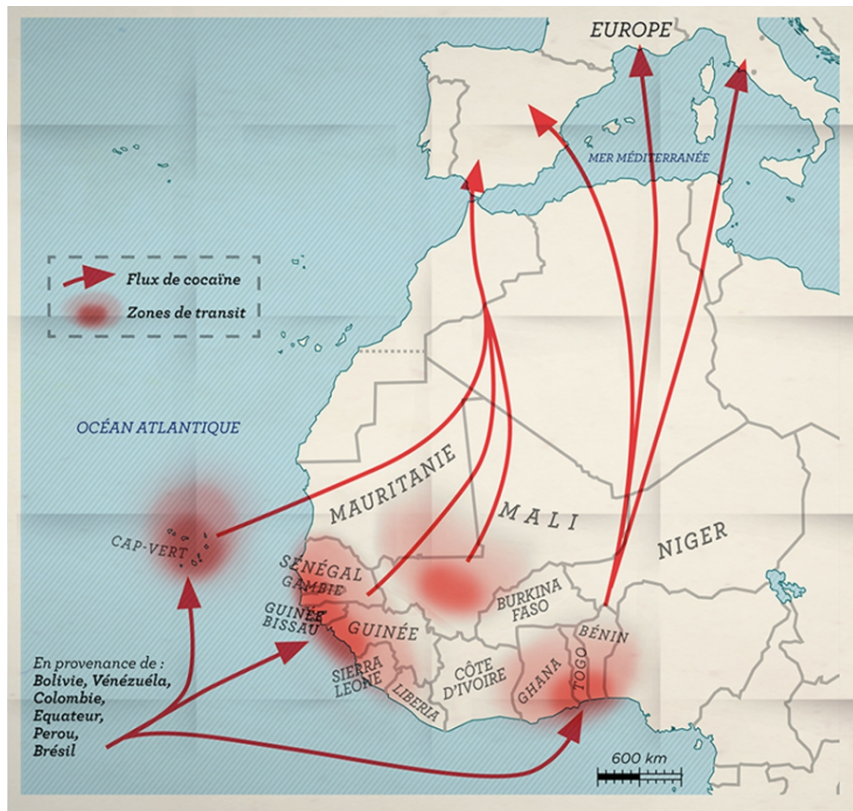 EUROPE
MER MÉDITERRANÉE
Flux de cocaïne
Zones de transit
OCÉAN ATLANTIQUE
MAURITANIE
MALI
NIGER
CAP-VERT
SÉNÉGAL
GAMBIE
GUINÉE
BISSAU
GUINÉE
BURKINA
FASO
BÉNIN
SIERRA
LEONE
LIBERIA
CÔTE
D'IVOIRE
GHANA
TOGO
En provenance de :
Bolivie, Vénézuéla,
Colombie,
Equateur,
Perou,
Brésil
600 km